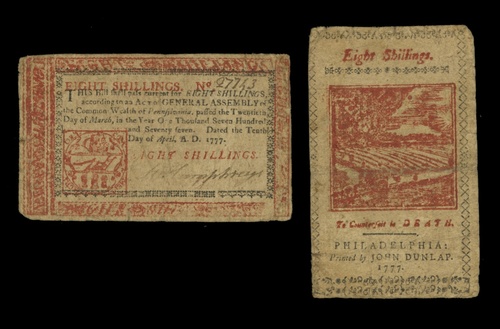 EIGHT SHILLINGS. No. 27763
THIS Bill shall pass current for EIGHT SHILLINGS,
according to an Act of GENERAL ASSEMBLY of
the Common Wealth of Pennsylvania, passed the Twentieth
Day of March, in the Year One Thousand Seven Hundred
and Seventy seven. Dated the Tenth
Day of April, A. D. 1777.
EIGHT SHILLINGS.
Eight Shillings.
To Counterfeit is DEATH.
PHILADELPHIA:
Printed by JOHN DUNLAP.
1777.